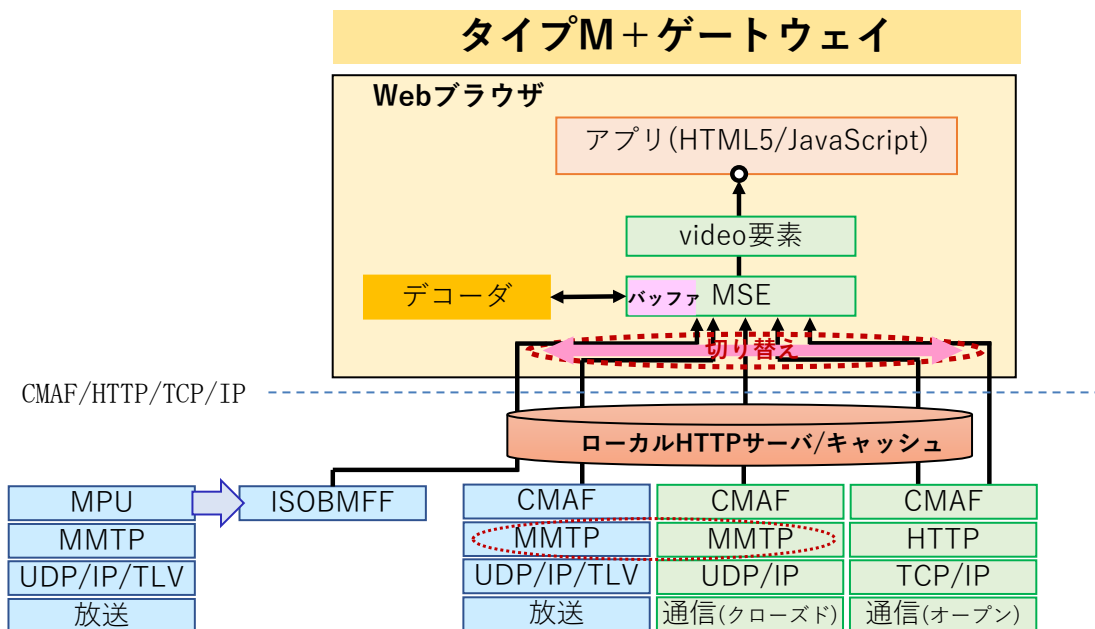 タイプM＋ゲートウェイ
Webブラウザ
アプリ(HTML5/JavaScript)
video要素
デコーダ
バッファ MSE
切り替え
CMAF/HTTP/TCP/IP
ローカルHTTPサーバ/キャッシュ
MPU ISOBMFF CMAF CMAF CMAF
MMTP MMTP MMTP HTTP
UDP/IP/TLV UDP/IP/TLV UDP/IP TCP/IP
放送 放送 通信(クローズド) 通信(オープン)